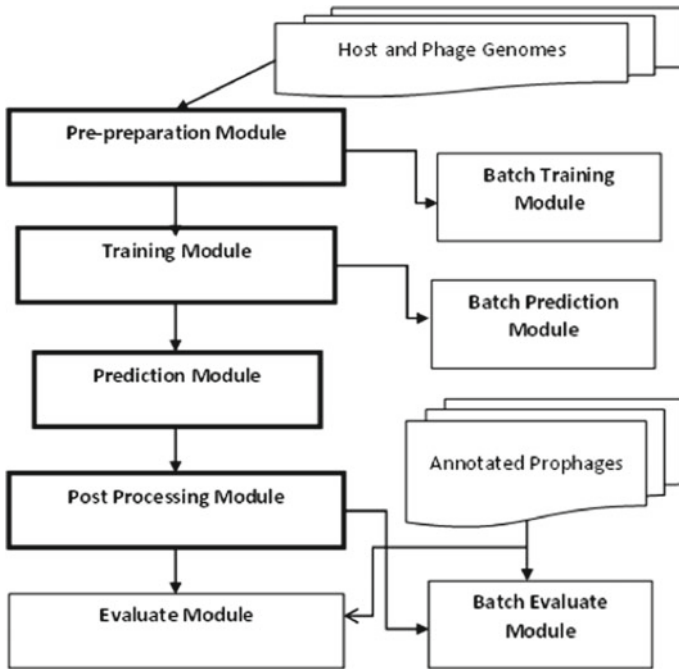 Host and Phage Genomes
Pre-preparation Module
Batch Training
Module
Training Module
Batch Prediction
Module
Prediction Module
Annotated Prophages
Post Processing Module
Evaluate Module
Batch Evaluate
Module